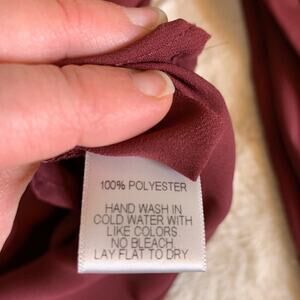 100% POLYESTER
HAND WASH IN
COLD WATER WITH
LIKE COLORS.
NO BLEACH.
LAY FLAT TO DRY